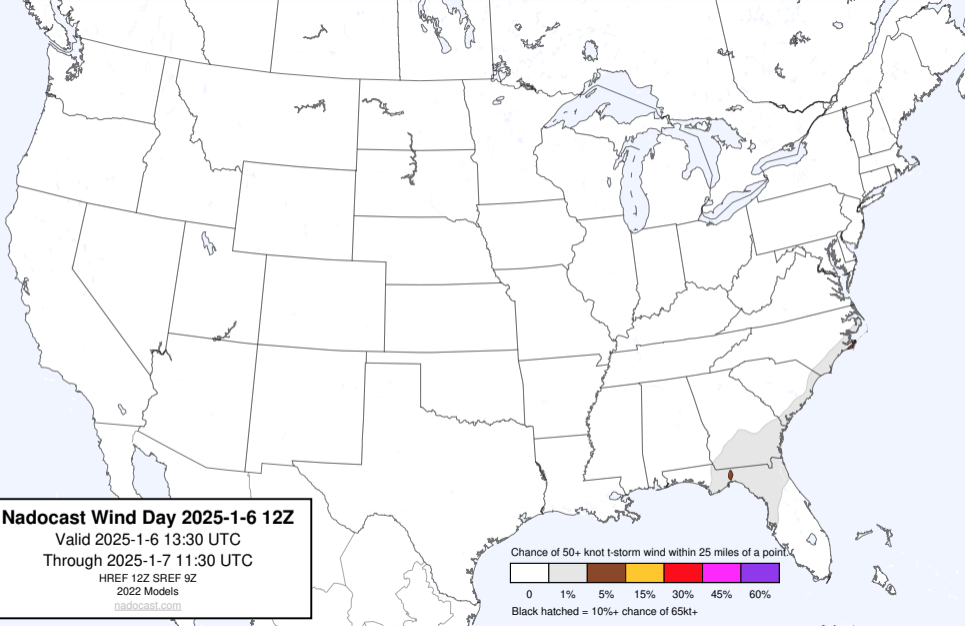 Nadocast Wind Day 2025-1-6 12Z
Valid 2025-1-6 13:30 UTC
Through 2025-1-7 11:30 UTC
HREF 12Z SREF 9Z
2022 Models
nadocast.com
Chance of 50+ knot t-storm wind within 25 miles of a point.
0 1% 5% 15% 30% 45% 60%
Black hatched = 10%+ chance of 65kt+